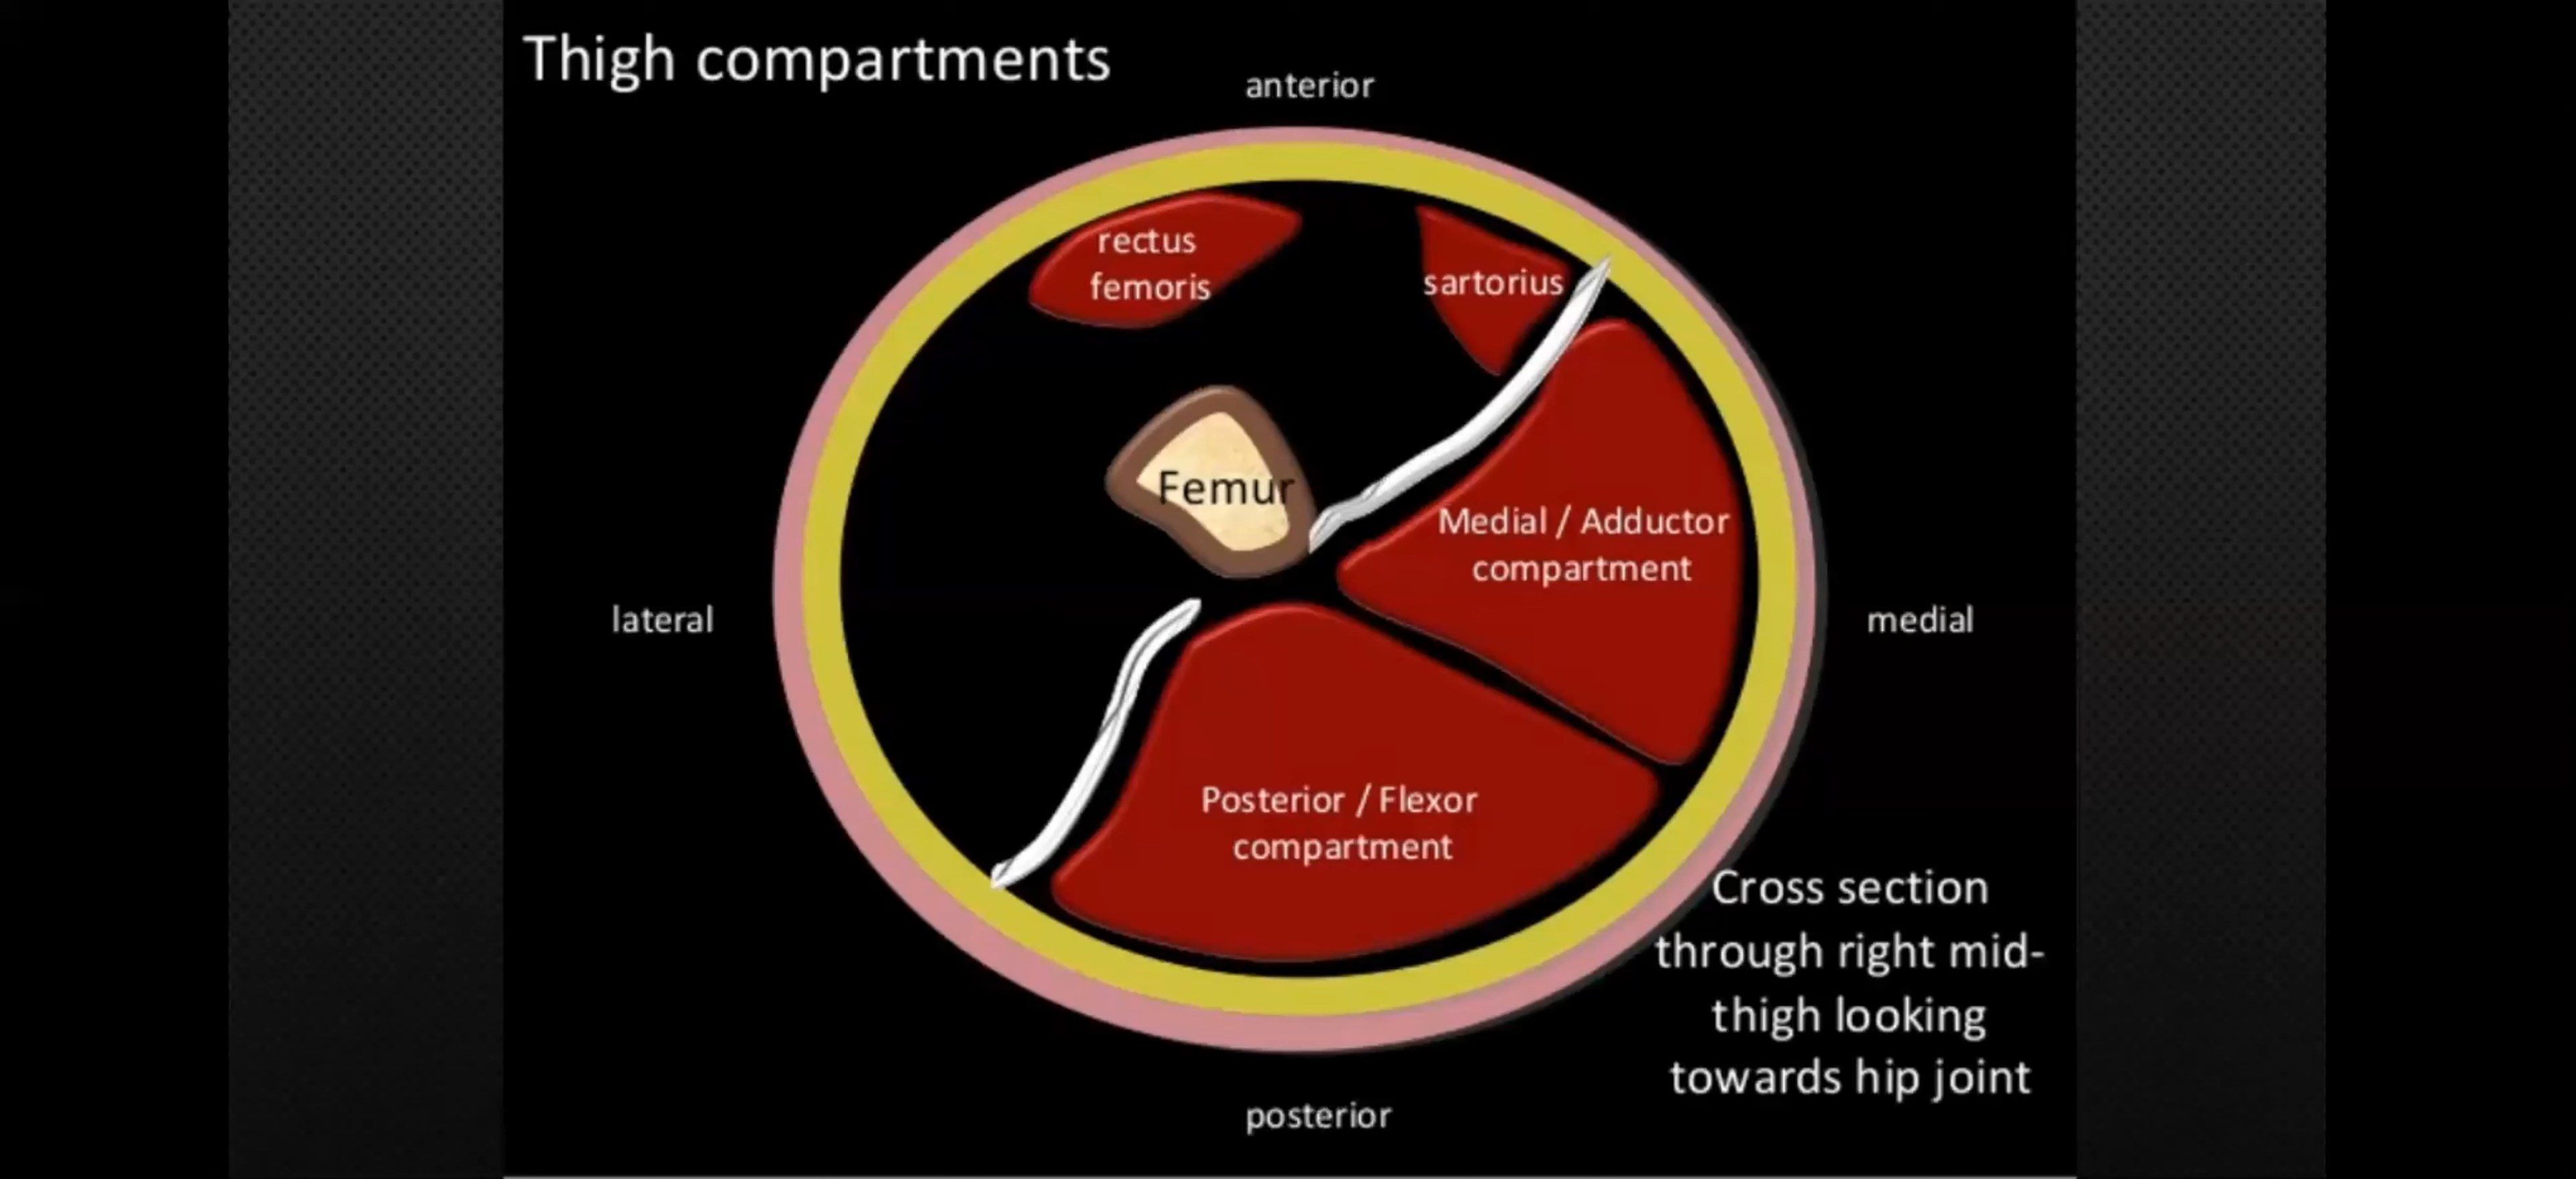 Thigh compartments
anterior
rectus
femoris
sartorius
Femur
Medial / Adductor
compartment
lateral
medial
Posterior / Flexor
compartment
Cross section
through right mid-
thigh looking
towards hip joint
posterior